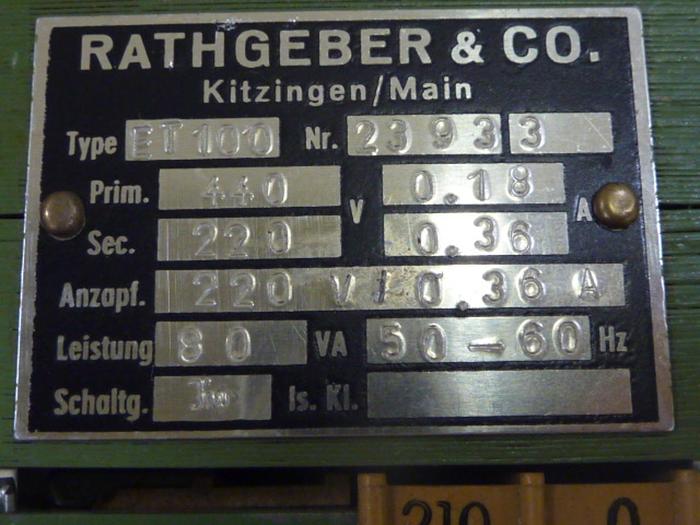 RATHGEBER & CO.
Kitzingen/Main
Type ET100 Nr. 23933
Prim. 440 V 0.18 A
Sec. 220 0.36
Anzapf. 220 V / 0.36 A
Leistung 80 VA 50-60 Hz
Schaltg. Is. Kl.
210 0